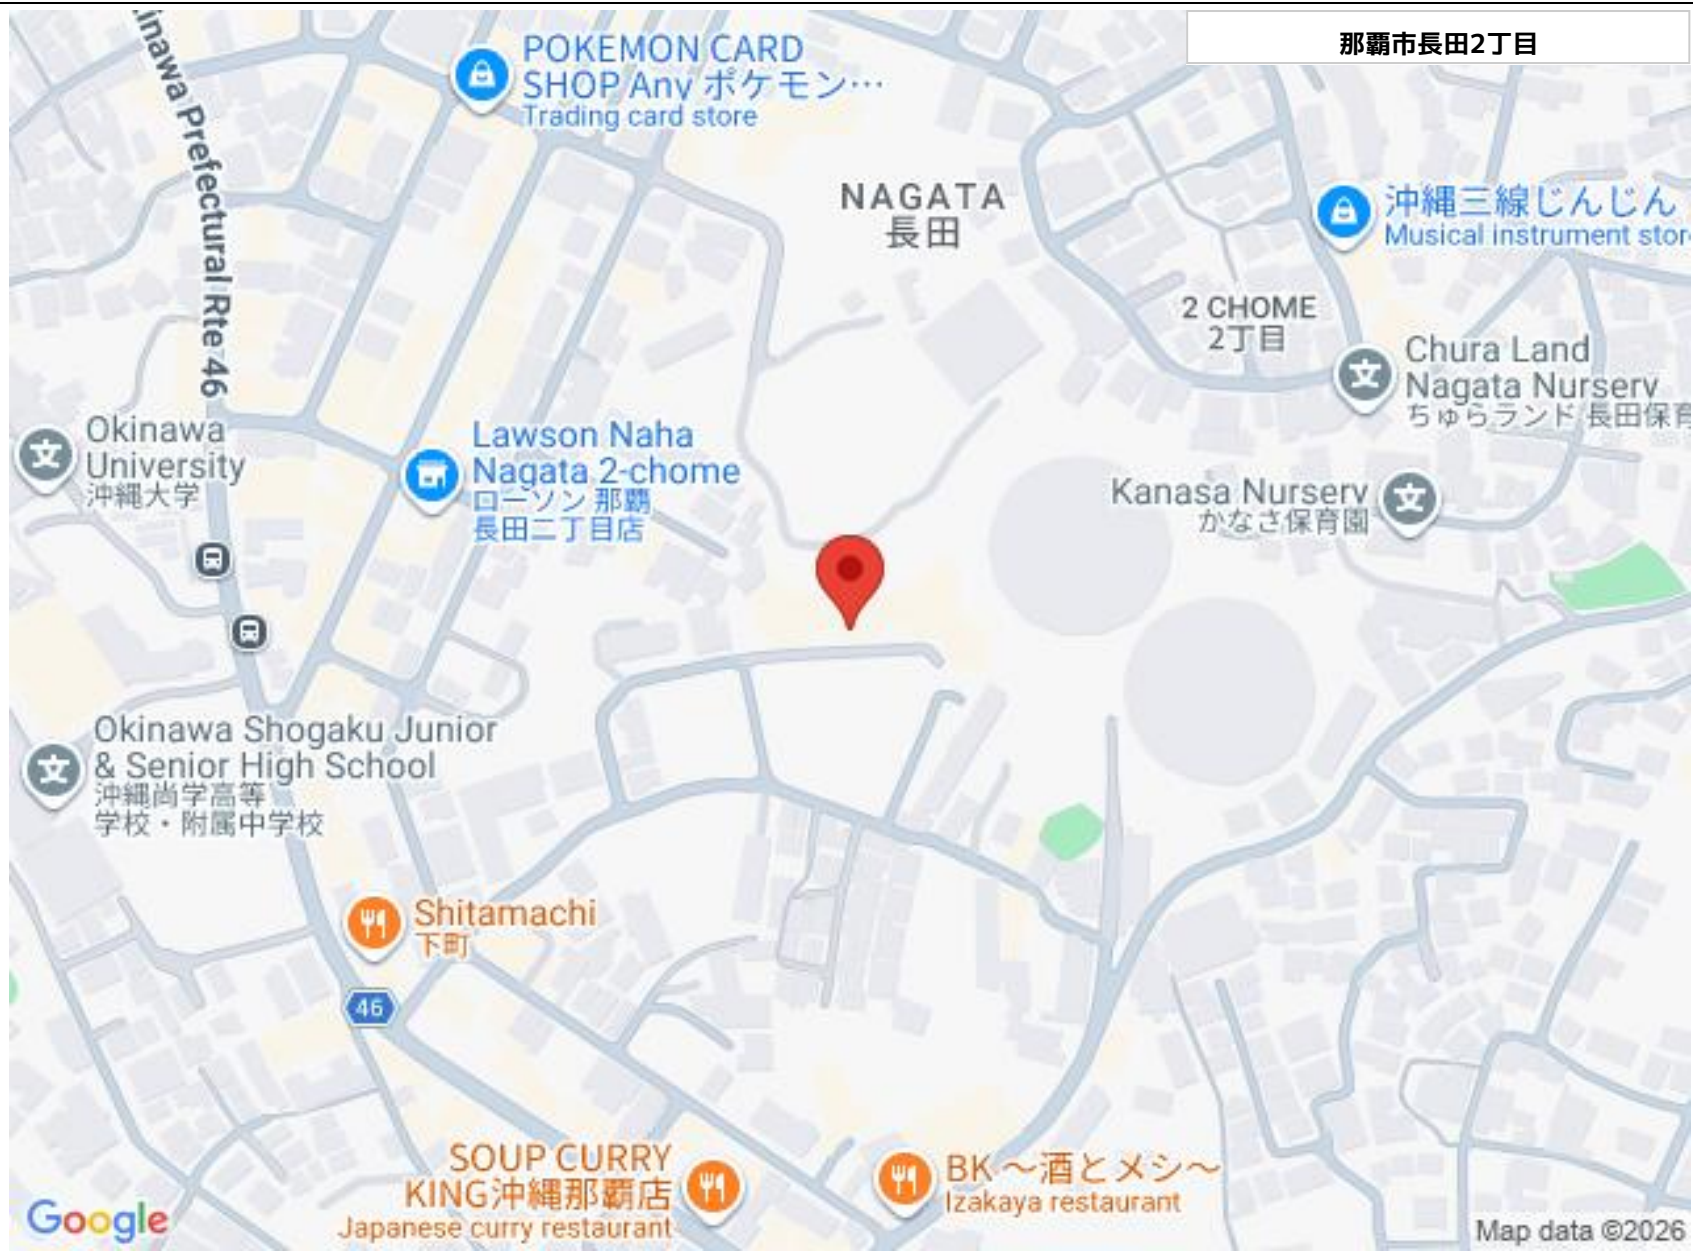 那覇市長田2丁目
inawa Prefectural Rte 46
POKEMON CARD
SHOP Any ポケモン…
Trading card store
NAGATA
長田
沖縄三線じんじん
Musical instrument stor
2 CHOME
2丁目
Chura Land
Nagata Nursery
ちゅらランド 長田保育
Okinawa
University
沖縄大学
Lawson Naha
Nagata 2-chome
ローソン 那覇
長田二丁目店
Kanasa Nursery
かなさ保育園
Okinawa Shogaku Junior
& Senior High School
沖縄尚学高等
学校・附属中学校
Shitamachi
下町
46
SOUP CURRY
KING沖縄那覇店
Japanese curry restaurant
BK～酒とメシ～
Izakaya restaurant
Google
Map data ©2026